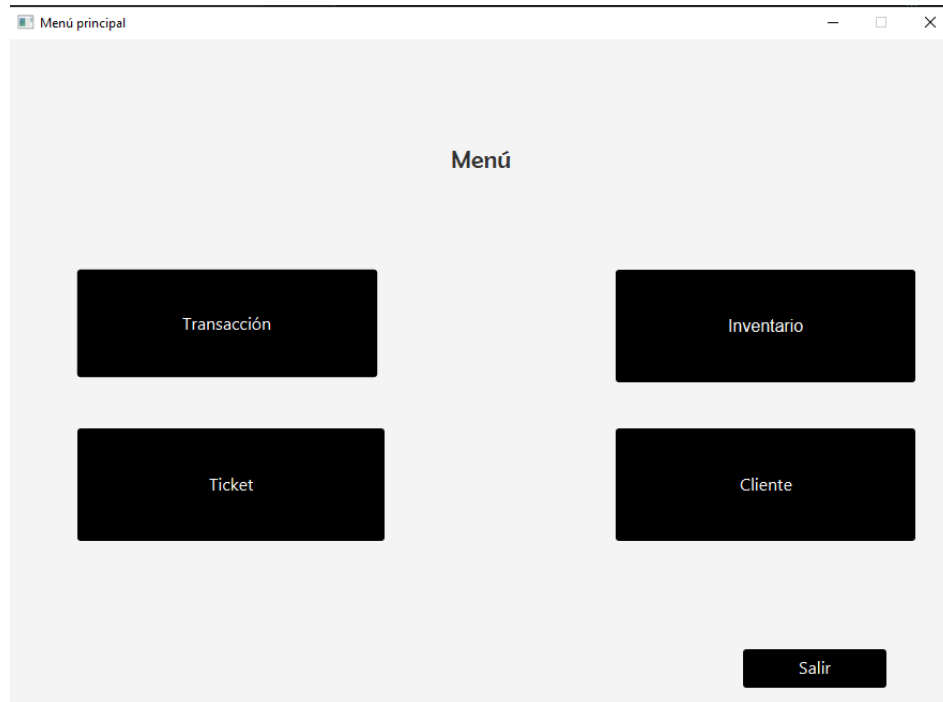 Menú principal
Menú
Transacción
Inventario
Ticket
Cliente
Salir